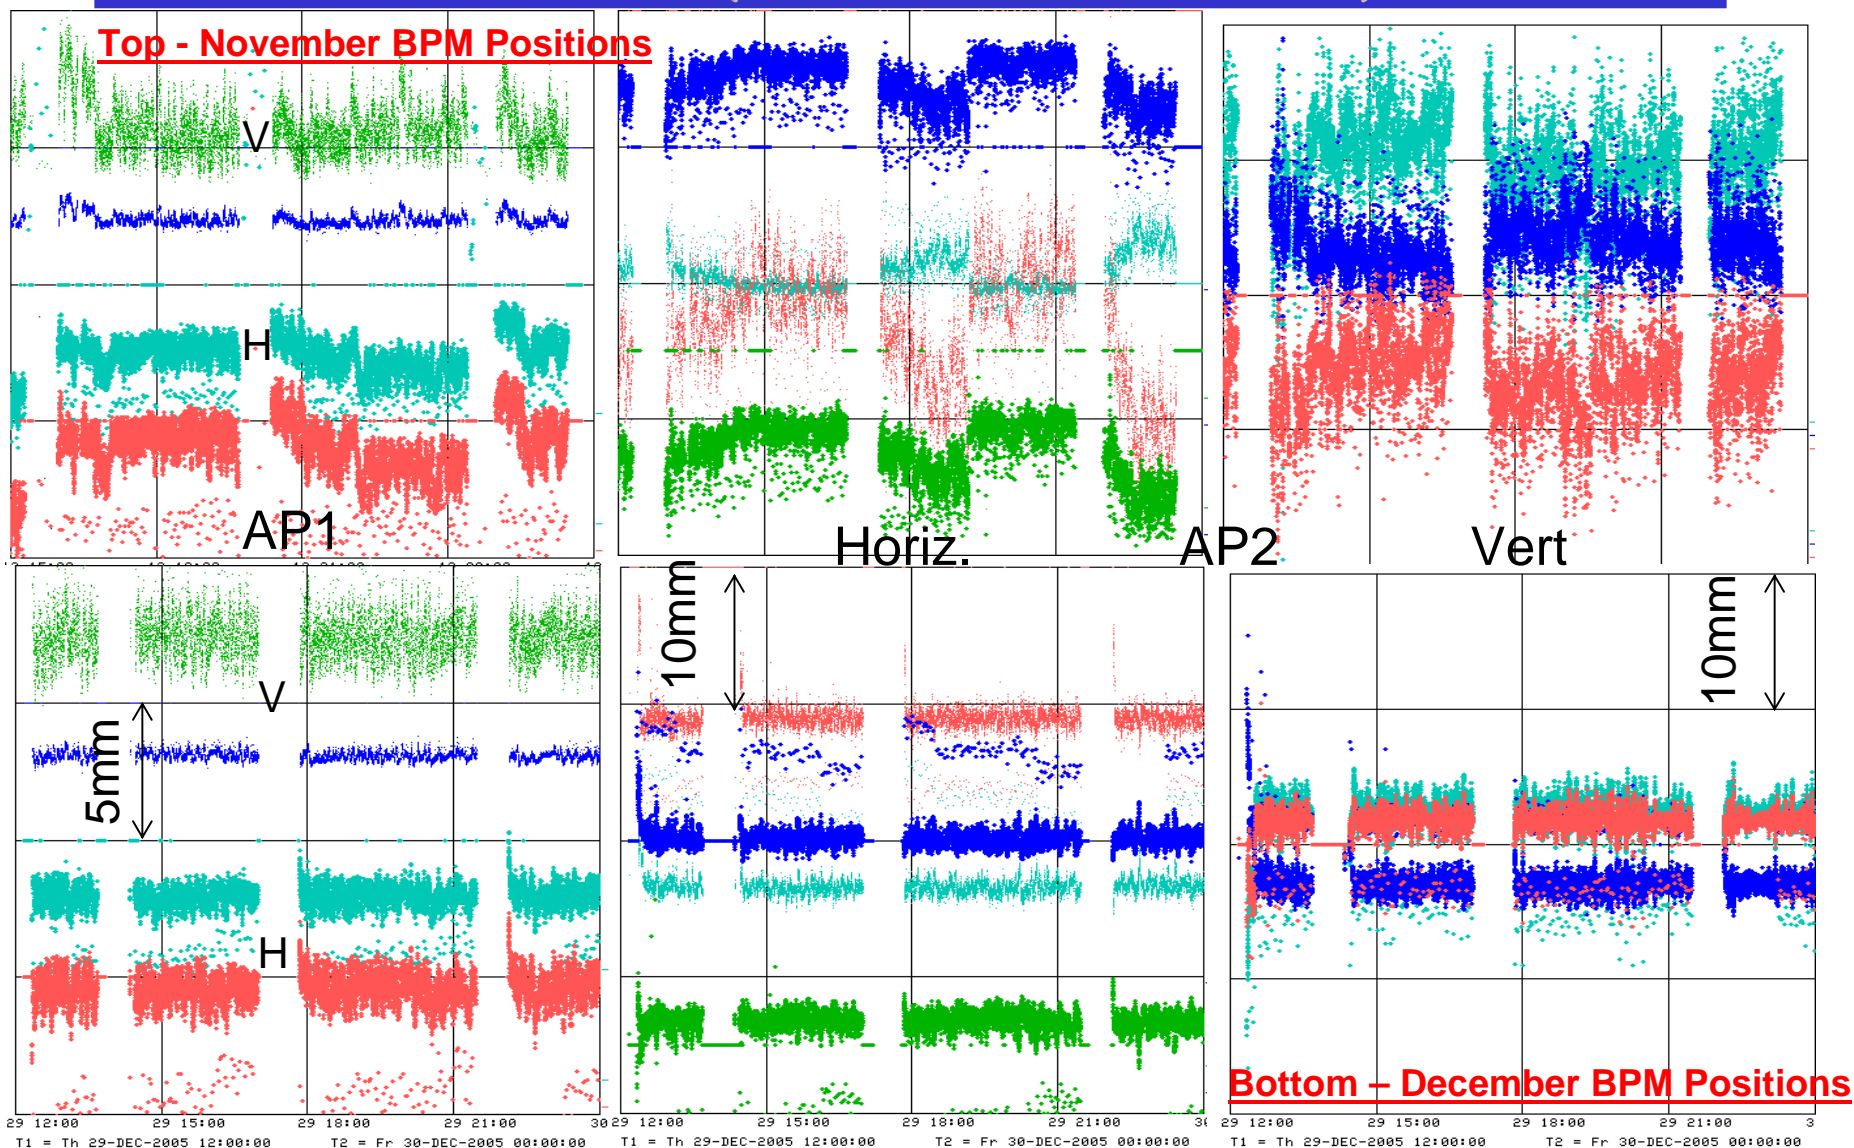 Top - November BPM Positions
V
H
AP1
Horiz.
AP2
Vert
V
5mm
H
10mm
10mm
Bottom – December BPM Positions
29 12:00 29 15:00 29 18:00 29 21:00 30
T1 = Th 29-DEC-2005 12:00:00 T2 = Fr 30-DEC-2005 00:00:00
29 12:00 29 15:00 29 18:00 29 21:00 30
T1 = Th 29-DEC-2005 12:00:00 T2 = Fr 30-DEC-2005 00:00:00
29 12:00 29 15:00 29 18:00 29 21:00 3
T1 = Th 29-DEC-2005 12:00:00 T2 = Fr 30-DEC-2005 00:00:00